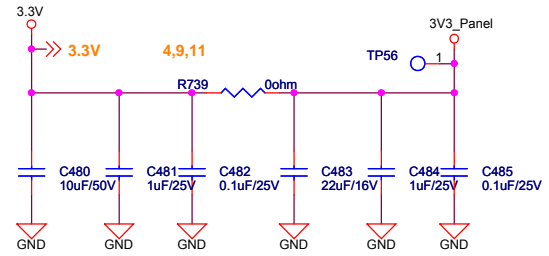 3.3V
3V3_Panel
3.3V 4,9,11
TP56
1
R739 0ohm
C480 C481 C482 C483 C484 C485
10uF/50V 1uF/25V 0.1uF/25V 22uF/16V 1uF/25V 0.1uF/25V
GND GND GND GND GND GND